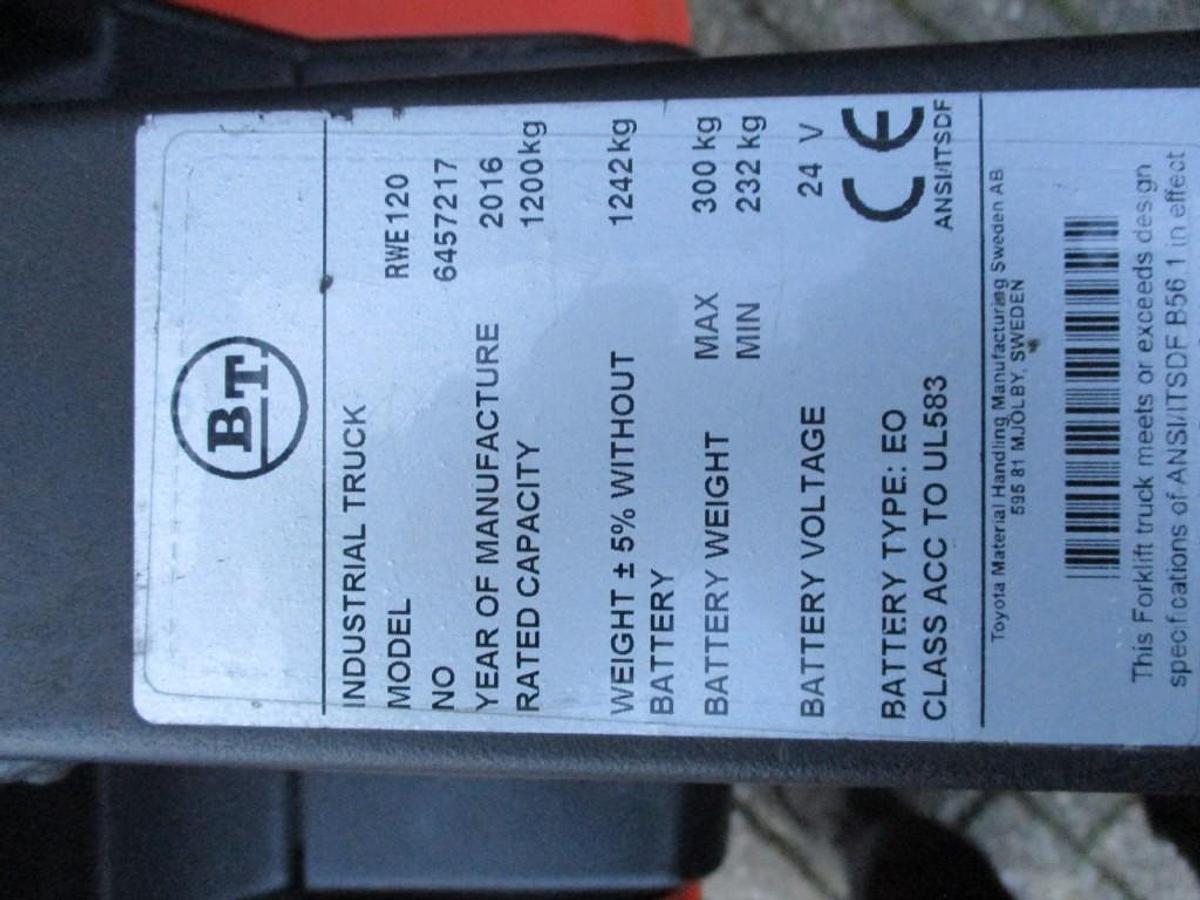 BT
INDUSTRIAL TRUCK
MODEL RWE120
NO 6457217
YEAR OF MANUFACTURE 2016
RATED CAPACITY 1200kg
WEIGHT ± 5% WITHOUT 1242kg
BATTERY
BATTERY WEIGHT MAX 300 kg
MIN 232 kg
BATTERY VOLTAGE 24 V
BATTERY TYPE: EO
CLASS ACC TO UL583
CE
ANSI/ITSDF
Toyota Material Handling Manufacturing Sweden AB
595 81 MJÖLBY, SWEDEN
This Forklift truck meets or exceeds design
specifications of ANSI/ITSDF B56.1 in effect